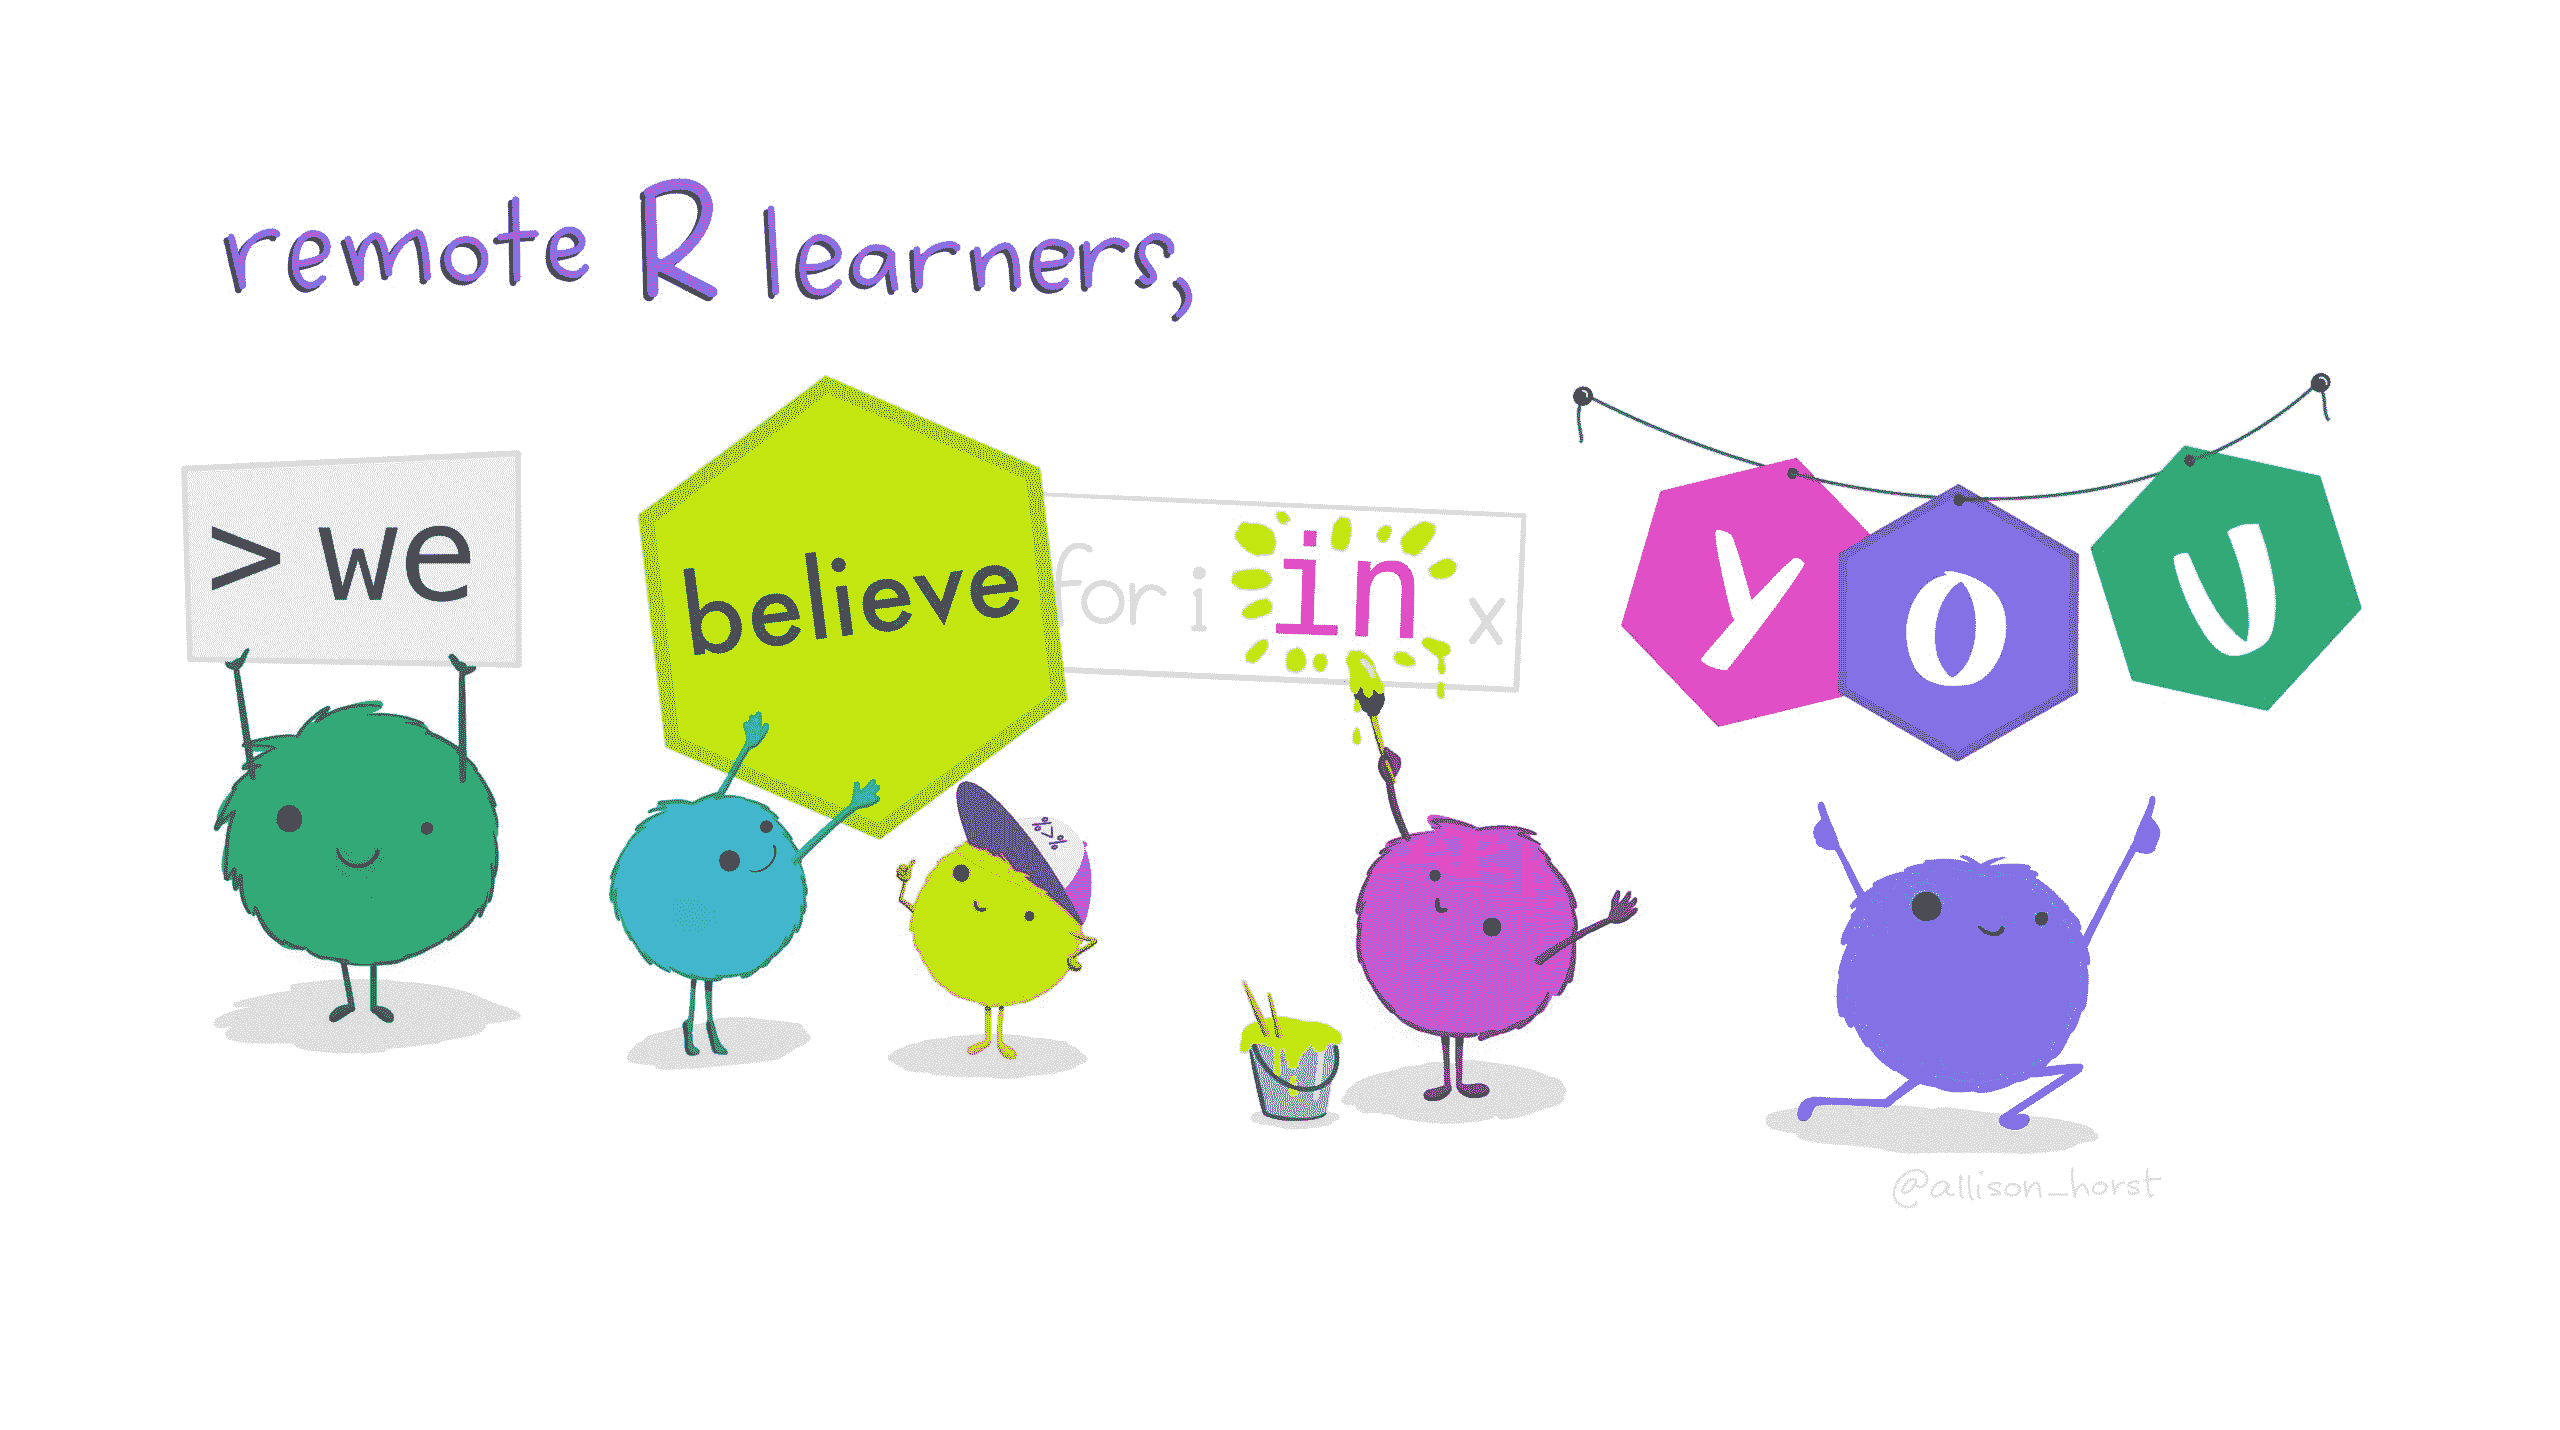 remote R learners,
> we believe for i in x YOU
%>%
@allison_horst